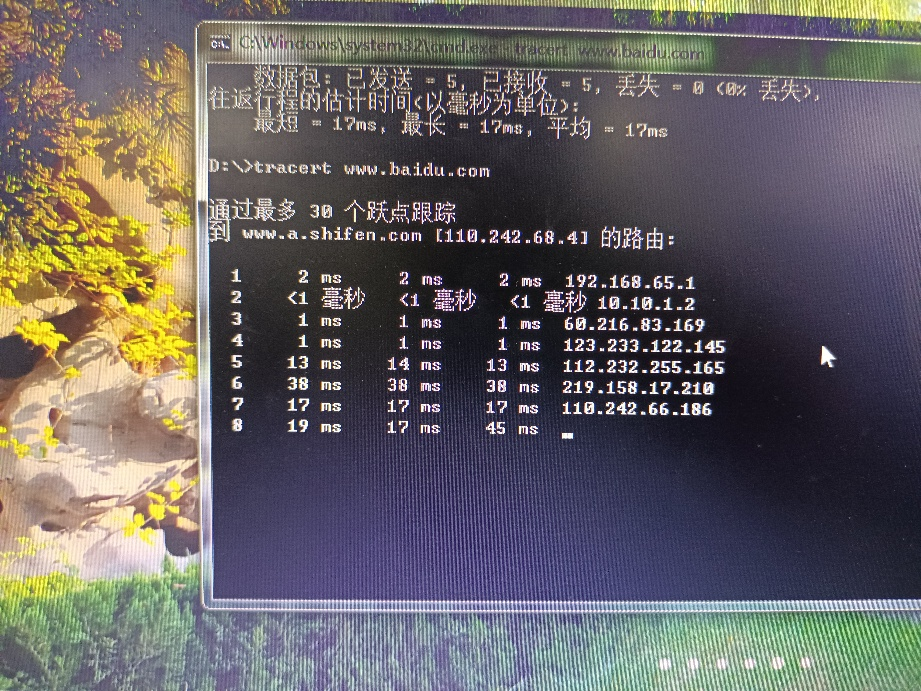 C:\Windows\system32\cmd.exe - tracert www.baidu.com
数据包: 已发送 = 5, 已接收 = 5, 丢失 = 0 (0% 丢失),
往返行程的估计时间(以毫秒为单位):
最短 = 17ms, 最长 = 17ms, 平均 = 17ms
D:\>tracert www.baidu.com
通过最多 30 个跃点跟踪
到 www.a.shifen.com [110.242.68.4] 的路由:
1 2 ms 2 ms 2 ms 192.168.65.1
2 <1 毫秒 <1 毫秒 <1 毫秒 10.10.1.2
3 1 ms 1 ms 1 ms 60.216.83.169
4 1 ms 1 ms 1 ms 123.233.122.145
5 13 ms 14 ms 13 ms 112.232.255.165
6 38 ms 38 ms 38 ms 219.158.17.210
7 17 ms 17 ms 17 ms 110.242.66.186
8 19 ms 17 ms 45 ms